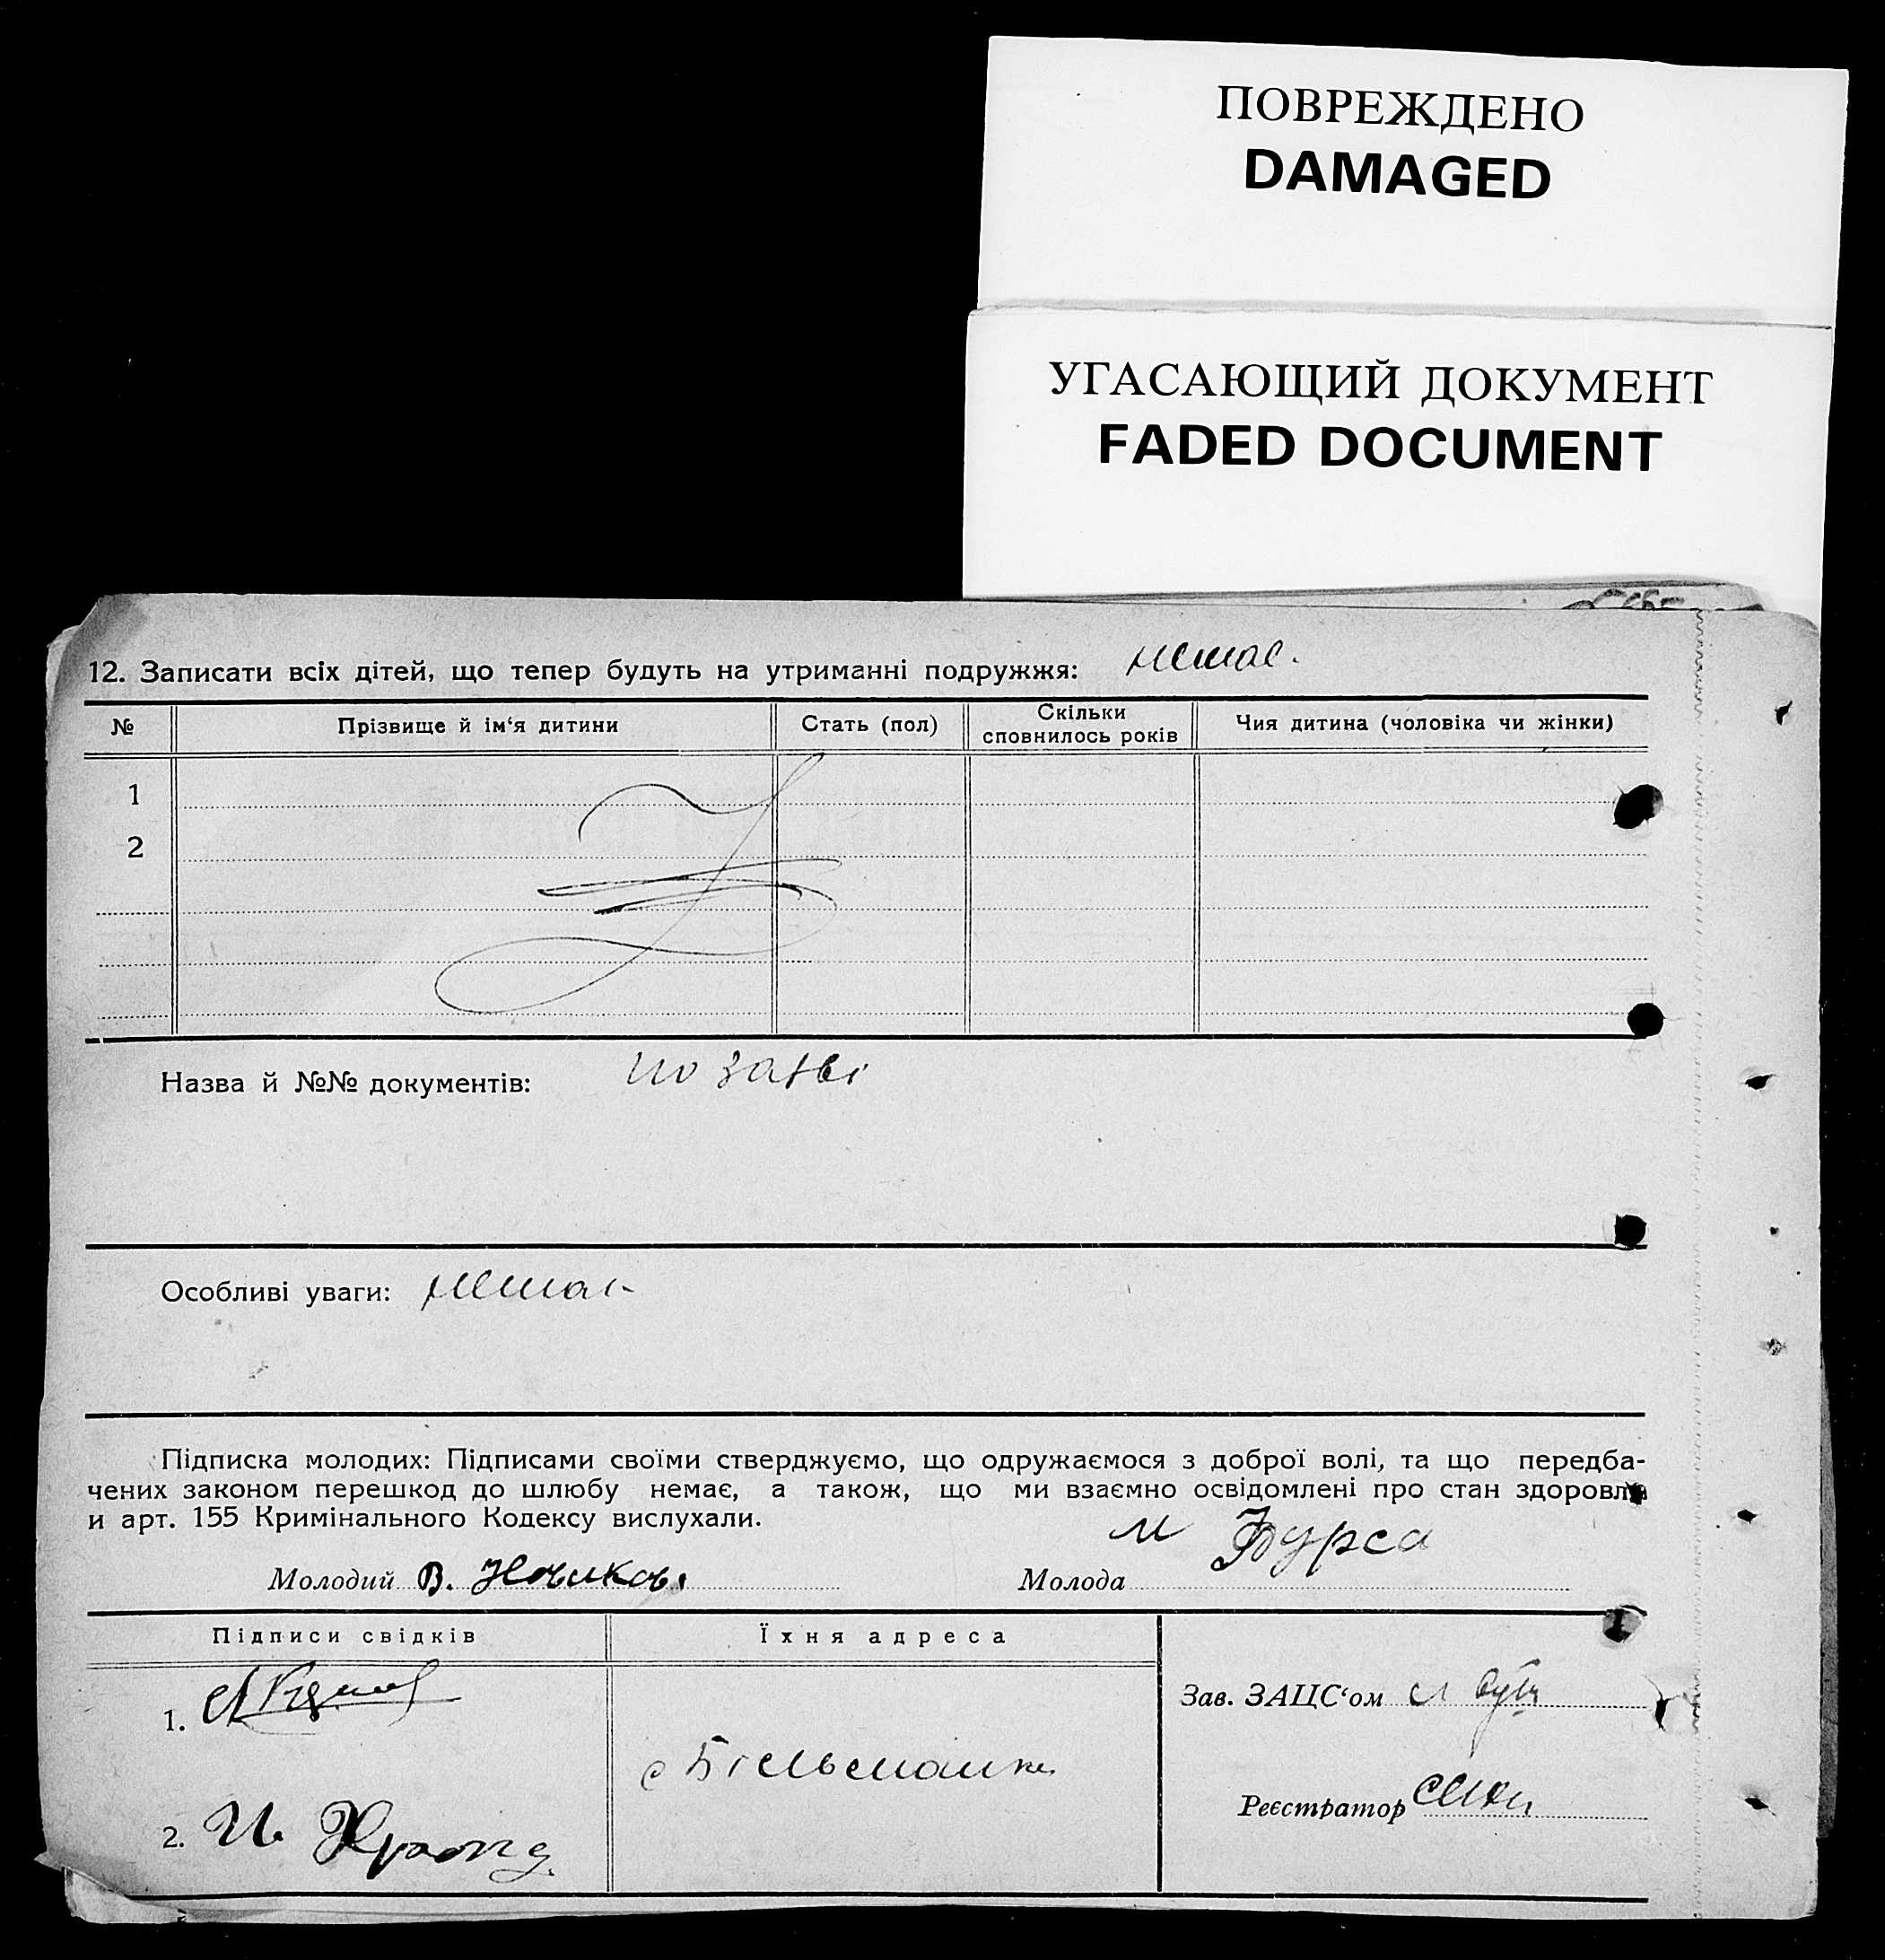 ПОВРЕЖДЕНО
DAMAGED
УГАСАЮЩИЙ ДОКУМЕНТ
FADED DOCUMENT
12. Записати всіх дітей, що тепер будуть на утриманні подружжя: немає.
№ Прізвище й ім‘я дитини Стать (пол) Скільки сповнилось років Чия дитина (чоловіка чи жінки)
1
2
Назва й №№ документів: по заяві
Особливі уваги: немає
Підписка молодих: Підписами своїми стверджуємо, що одружаємося з доброї волі, та що передба-
чених законом перешкод до шлюбу немає, а також, що ми взаємно освідомлені про стан здоровля
и арт. 155 Кримінального Кодексу вислухали.
Молодий В. Молода М Бурса
Підписи свідків Їхня адреса
1. Зав. ЗАЦС‘ом
с
Реєстратор
2. И.